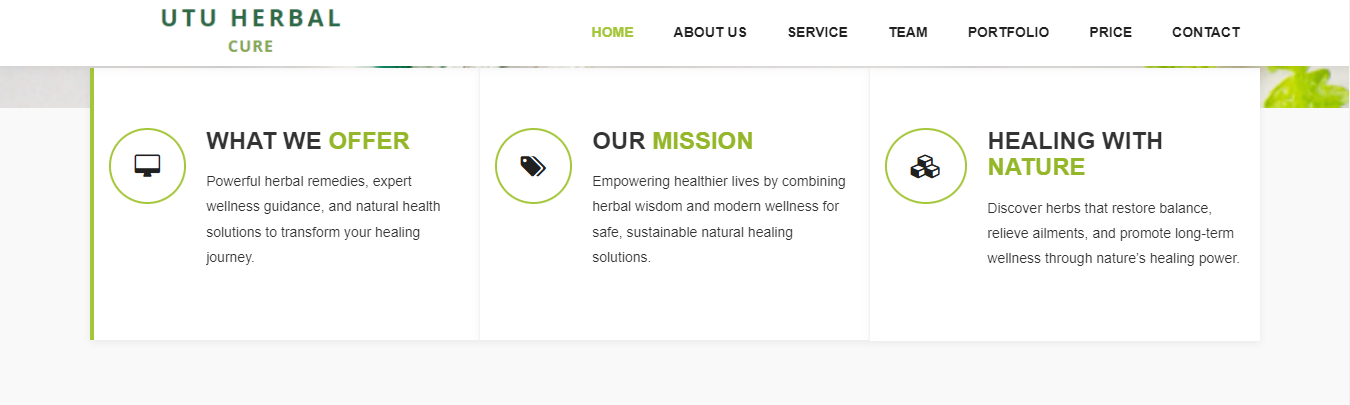 UTU HERBAL
CURE
HOME ABOUT US SERVICE TEAM PORTFOLIO PRICE CONTACT
WHAT WE OFFER
Powerful herbal remedies, expert
wellness guidance, and natural health
solutions to transform your healing
journey.
OUR MISSION
Empowering healthier lives by combining
herbal wisdom and modern wellness for
safe, sustainable natural healing
solutions.
HEALING WITH
NATURE
Discover herbs that restore balance,
relieve ailments, and promote long-term
wellness through nature's healing power.